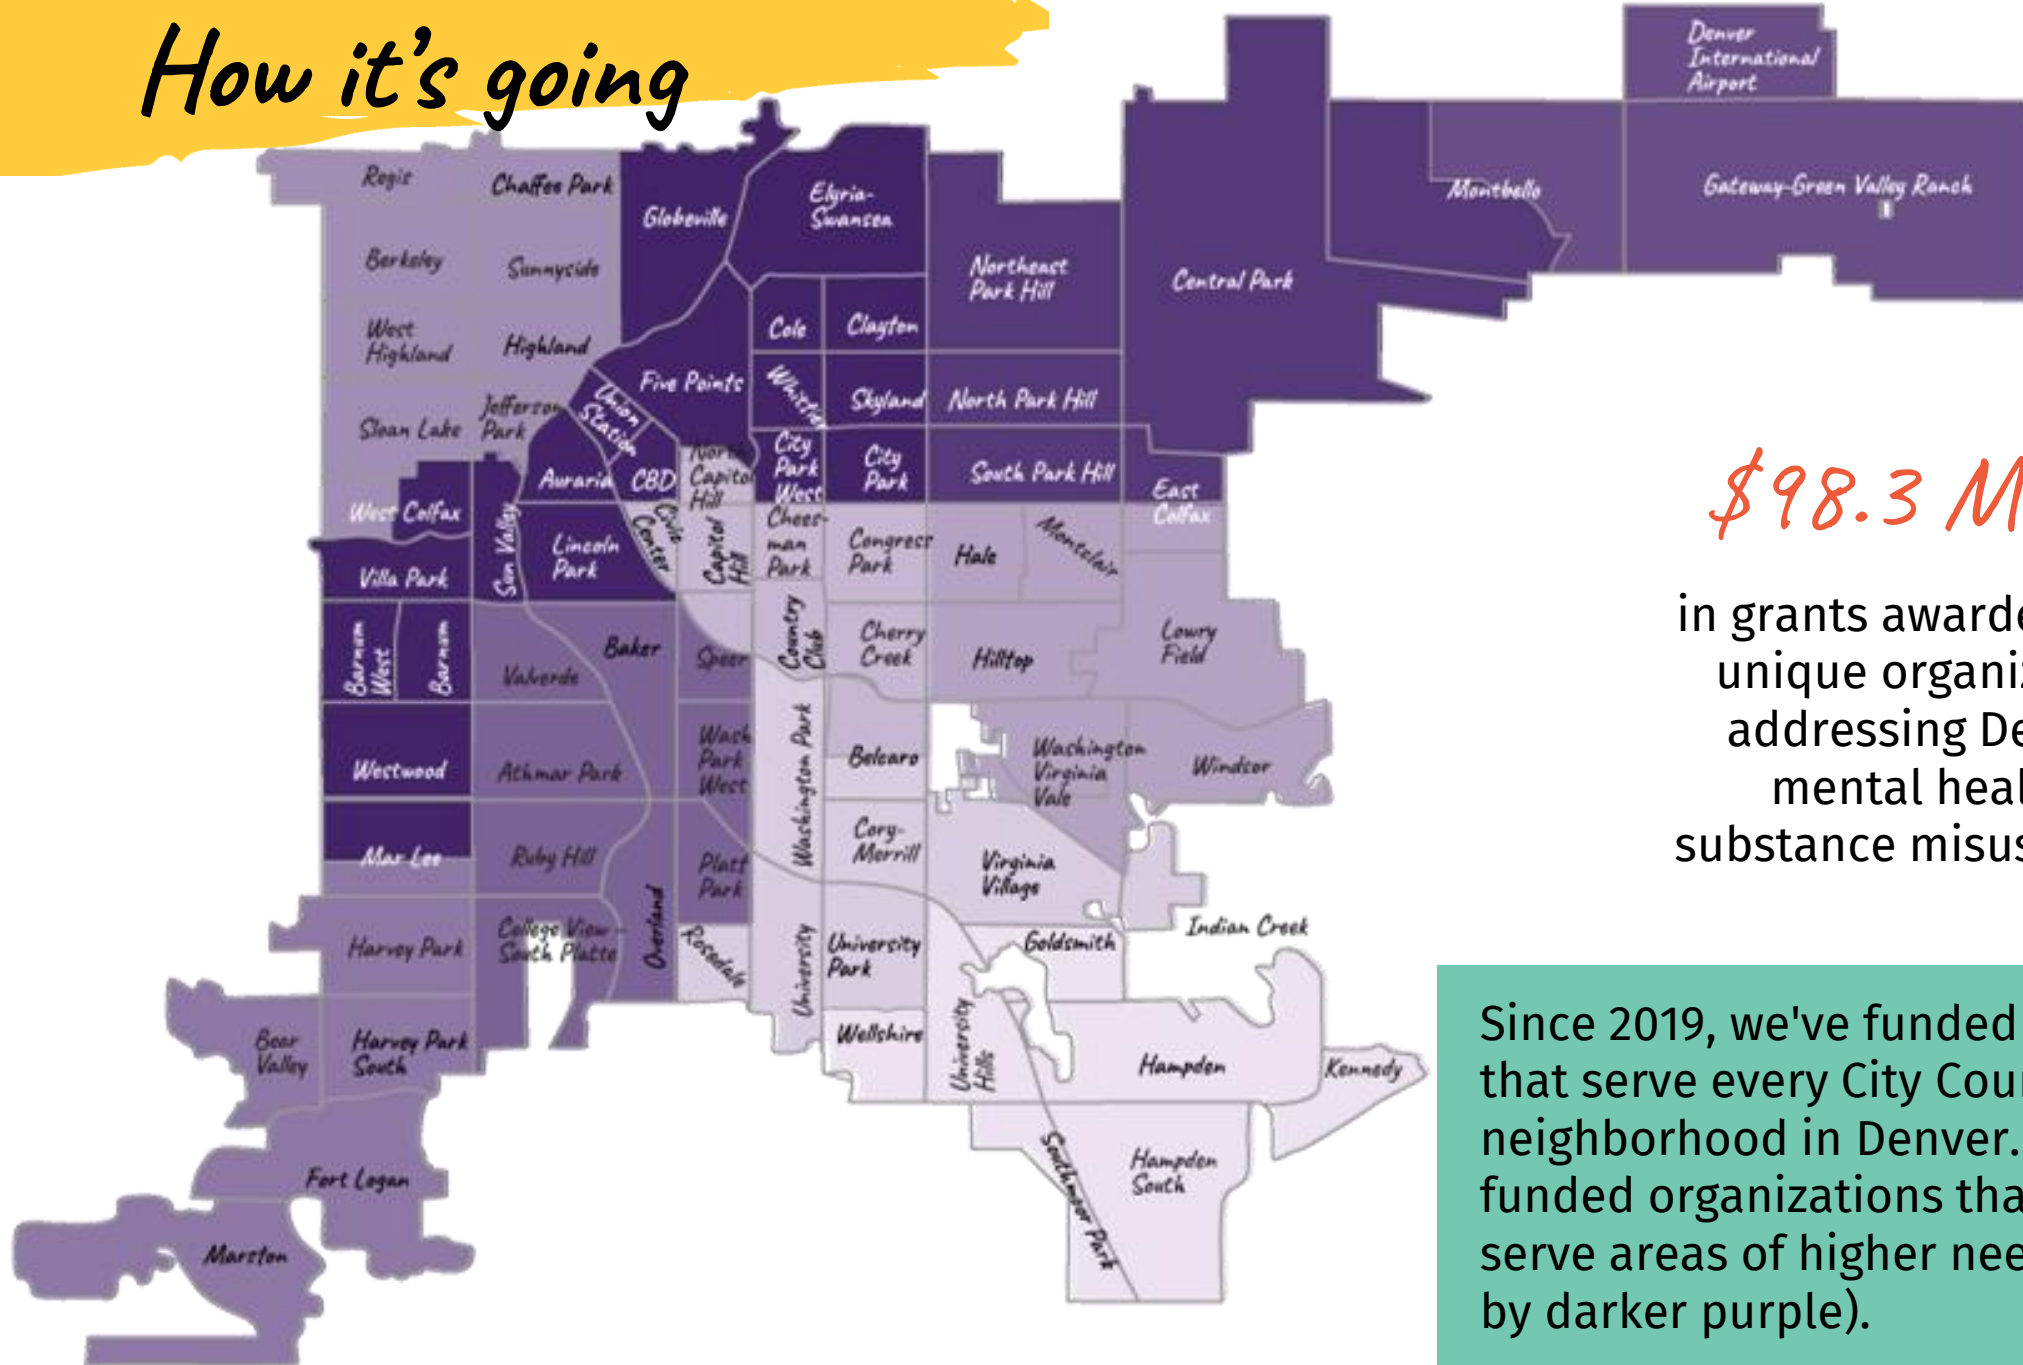 How it's going
Denver
International
Airport
Regis
Chaffee Park
Globeville
Elyria-
Swansea
Montbello
Gateway-Green Valley Ranch
Berkeley
Sunnyside
Northeast
Park Hill
Central Park
West
Highland
Highland
Cole
Clayton
Five Points
Whittier
Skyland
North Park Hill
Union
Station
Sloan Lake
Jefferson
Park
City
Park
West
City
Park
South Park Hill
Auraria
CBD
North
Capitol
Hill
East
Colfax
West Colfax
Sun Valley
Lincoln
Park
Civic
Center
Capitol
Hill
Chees-
man
Park
Congress
Park
Hale
Montclair
Villa Park
Barnum
West
Barnum
Valverde
Baker
Speer
Country
Club
Cherry
Creek
Hilltop
Lowry
Field
Westwood
Athmar Park
Wash
Park
West
Washington Park
Belcaro
Washington
Virginia
Vale
Windsor
Mar Lee
Ruby Hill
Platt
Park
Cory-
Merrill
Virginia
Village
Harvey Park
College View -
South Platte
Overland
Rosedale
University
University
Park
Goldsmith
Indian Creek
Bear
Valley
Harvey Park
South
Wellshire
University
Hills
Hampden
Kennedy
Fort Logan
Southmoor Park
Hampden
South
Marston
$98.3 M
in grants awarde
unique organiz
addressing De
mental heal
substance misus
Since 2019, we've funded
that serve every City Cou
neighborhood in Denver.
funded organizations tha
serve areas of higher nee
by darker purple).